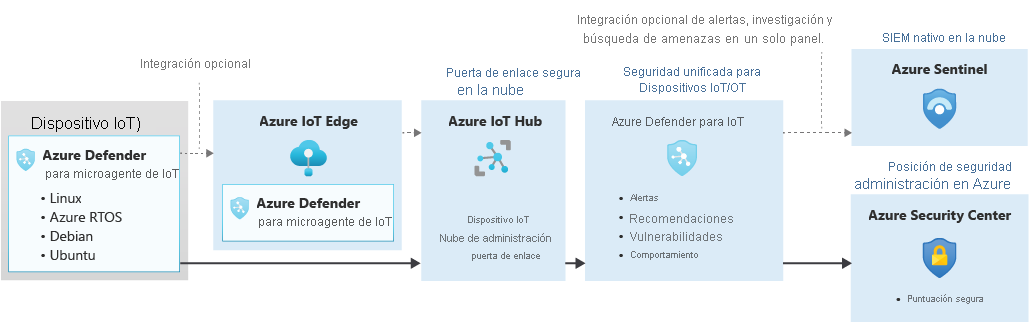 Integración opcional
Dispositivo IoT)
Azure Defender
para microagente de IoT
• Linux
• Azure RTOS
• Debian
• Ubuntu
Azure IoT Edge
Azure Defender
para microagente de IoT
Puerta de enlace segura
en la nube
Azure IoT Hub
Dispositivo IoT
Nube de administración
puerta de enlace
Seguridad unificada para
Dispositivos IoT/OT
Azure Defender para IoT
• Alertas
• Recomendaciones
• Vulnerabilidades
• Comportamiento
Integración opcional de alertas, investigación y
búsqueda de amenazas en un solo panel.
SIEM nativo en la nube
Azure Sentinel
Posición de seguridad
administración en Azure
Azure Security Center
• Puntuación segura